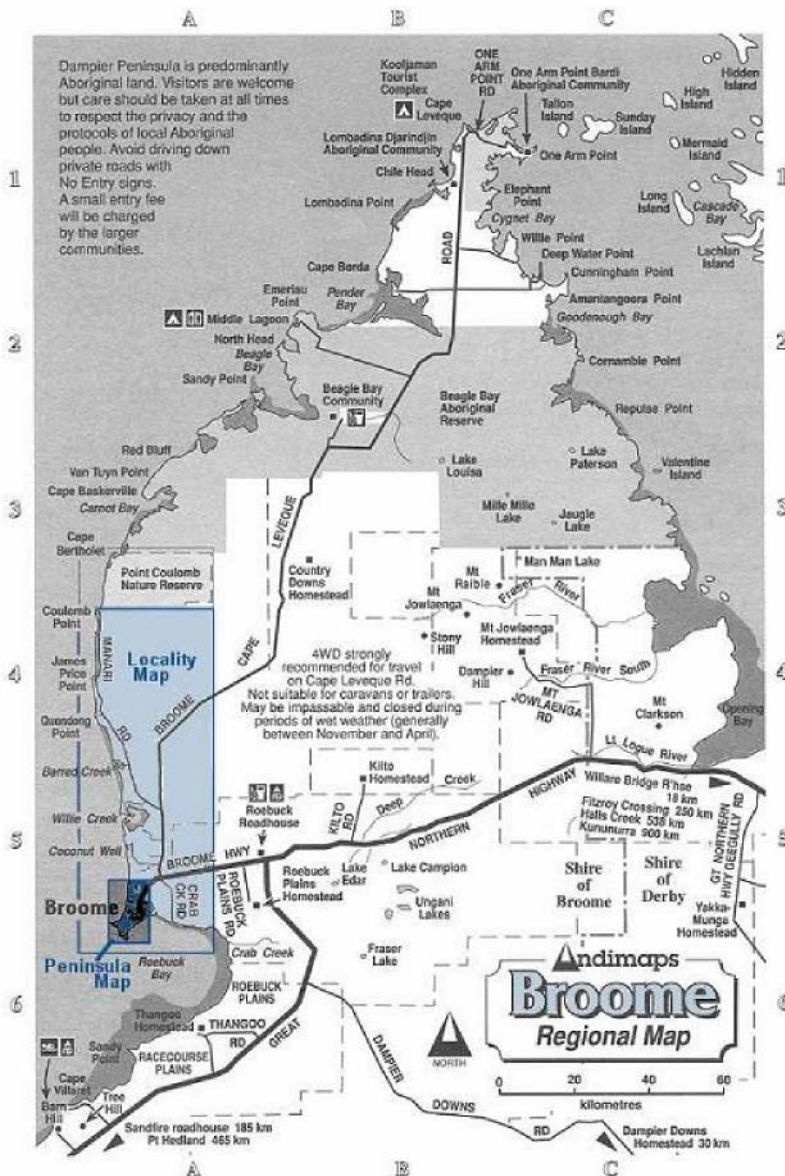 A B C
Dampier Peninsula is predominantly
Aboriginal land. Visitors are welcome
but care should be taken at all times
to respect the privacy and the
protocols of local Aboriginal
people. Avoid driving down
private roads with
No Entry signs.
A small entry fee
will be charged
by the larger
communities.
Kooljaman
Tourist
Complex
ONE
ARM
POINT
RD
One Arm Point Bardi
Aboriginal Community
Hidden
Island
High
Island
Cape
Leveque
Tallon
Island
Sunday
Island
Mermaid
Island
Lombadina Djarindjin
Aboriginal Community
One Arm Point
1
1
Chile Head
Lombadina Point
Elephant
Point
Cygnet Bay
Long
Island
Cascade
Bay
Lachlan
Island
ROAD
Willie Point
Deep Water Point
Cunningham Point
Cape Borda
Pender
Bay
Emeriau
Point
Amanlangoora Point
Goodenough Bay
Middle Lagoon
2
2
North Head
Beagle
Bay
Sandy Point
Cornambie Point
Beagle Bay
Community
Beagle Bay
Aboriginal
Reserve
Repulse Point
Red Bluff
Van Tuyn Point
Lake
Louisa
Lake
Paterson
Valentine
Island
Cape Baskerville
Carnot Bay
3
3
Mille Mille
Lake
Jaugle
Lake
LEVEQUE
Cape
Bertholet
Point Coulomb
Nature Reserve
Country
Downs
Homestead
Mt
Raible
Man Man Lake
Fraser River
Mt
Jowlaenga
Coulomb
Point
Mt Jowlaenga
Homestead
Stony
Hill
MANARI
RD
Locality
Map
CAPE
4WD strongly
recommended for travel
on Cape Leveque Rd.
Not suitable for caravans or trailers.
May be impassable and closed during
periods of wet weather (generally
between November and April).
4
4
James
Price
Point
Dampier
Hill
Fraser River South
MT
JOWLAENGA
RD
Mt
Clarkson
Quondong
Point
BROOME
Lt Logue River
Barred Creek
Kilto
Homestead
Deep Creek
HIGHWAY
Willare Bridge R'hse
18 km
Fitzroy Crossing 250 km
Halls Creek 535 km
Kununurra 900 km
Willie Creek
Roebuck
Roadhouse
KILTO
RD
NORTHERN
GT NORTHERN
HWY
GEEGULLY RD
5
5
Coconut Well
BROOME HWY
Roebuck
Plains
Homestead
Lake
Edar
Lake Campion
Shire
of
Broome
Shire
of
Derby
Broome
CRAB
CK RD
ROEBUCK
PLAINS RD
Ungani
Lakes
Yakka-
Munga
Homestead
Peninsula
Map
Roebuck
Bay
Crab Creek
Fraser
Lake
Andimaps
Broome
Regional Map
ROEBUCK
PLAINS
6
6
Thangoo
Homestead
THANGOO
RD
GREAT
Sandy
Point
RACECOURSE
PLAINS
NORTH
0 20 40 60
kilometres
DAMPIER
DOWNS
RD
Cape
Villaret
Barn
Hill
Tree
Hill
Sandfire roadhouse 185 km
Pt Hedland 465 km
Dampier Downs
Homestead 30 km
A B C